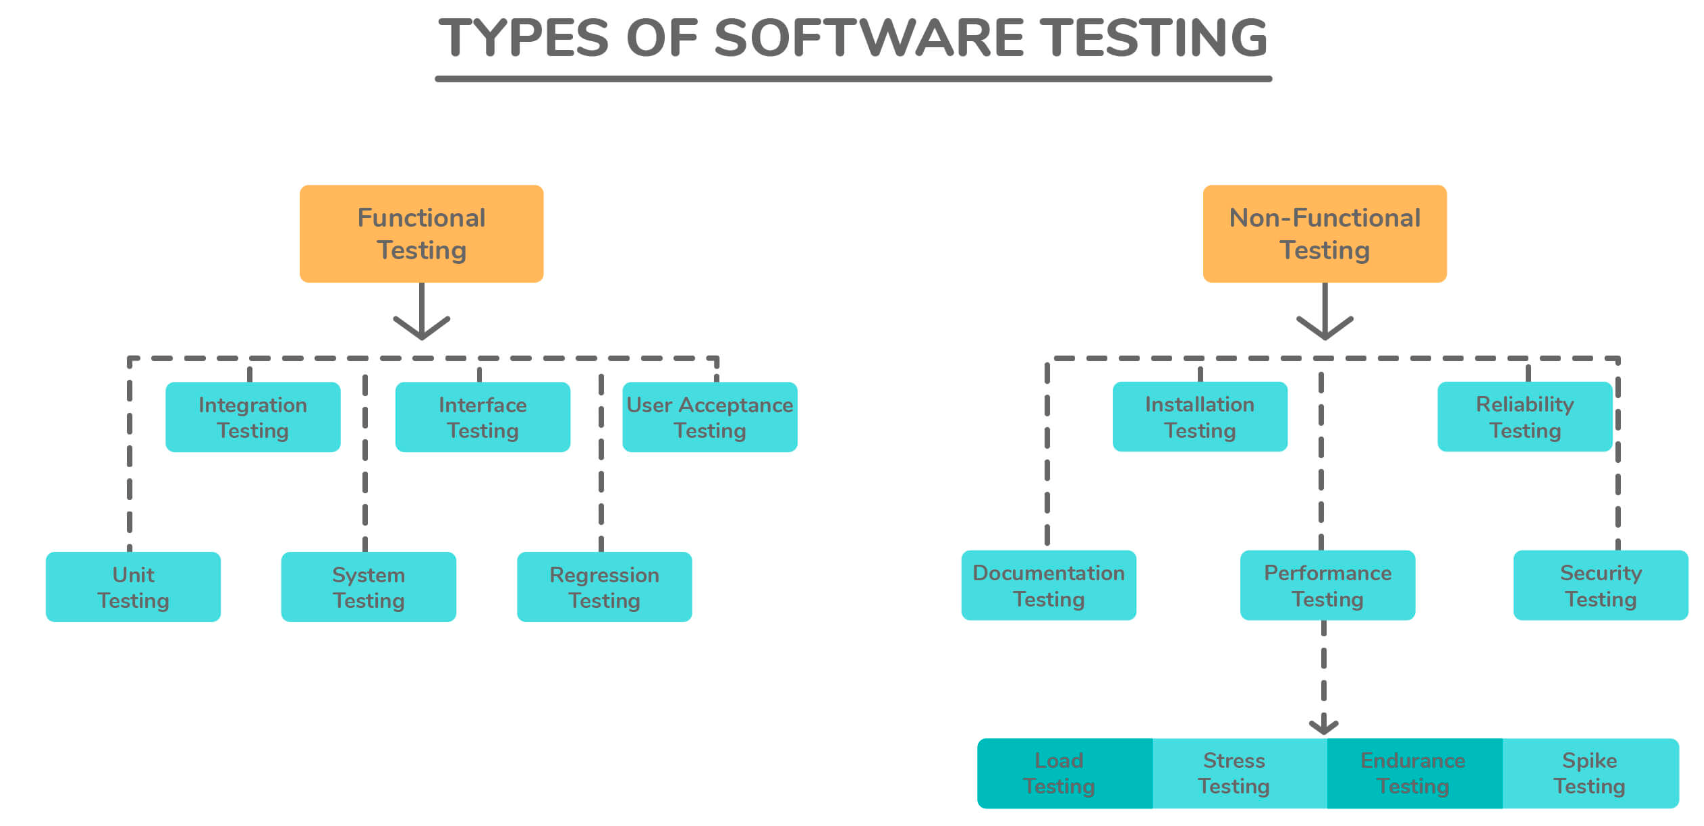 TYPES OF SOFTWARE TESTING
Functional
Testing
Non-Functional
Testing
Integration
Testing
Interface
Testing
User Acceptance
Testing
Installation
Testing
Reliability
Testing
Unit
Testing
System
Testing
Regression
Testing
Documentation
Testing
Performance
Testing
Security
Testing
Load
Testing
Stress
Testing
Endurance
Testing
Spike
Testing